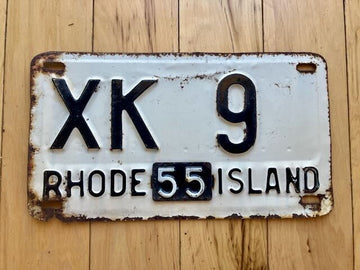 XK 9
RHODE 55 ISLAND